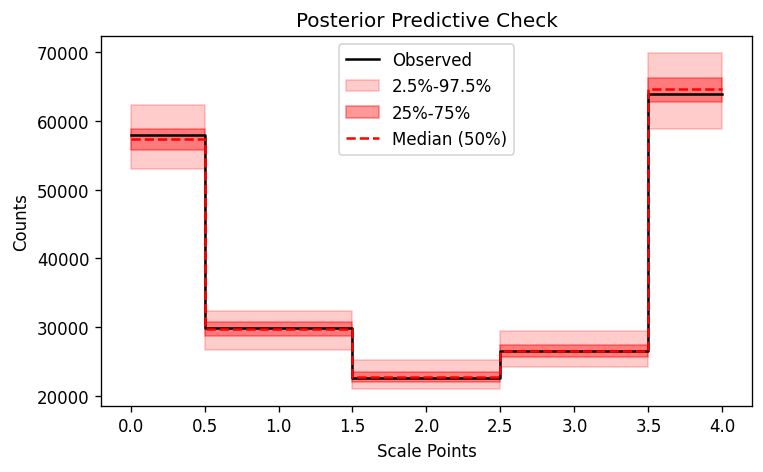 Posterior Predictive Check
Observed
2.5%-97.5%
25%-75%
Median (50%)
Counts
70000
60000
50000
40000
30000
20000
0.0 0.5 1.0 1.5 2.0 2.5 3.0 3.5 4.0
Scale Points